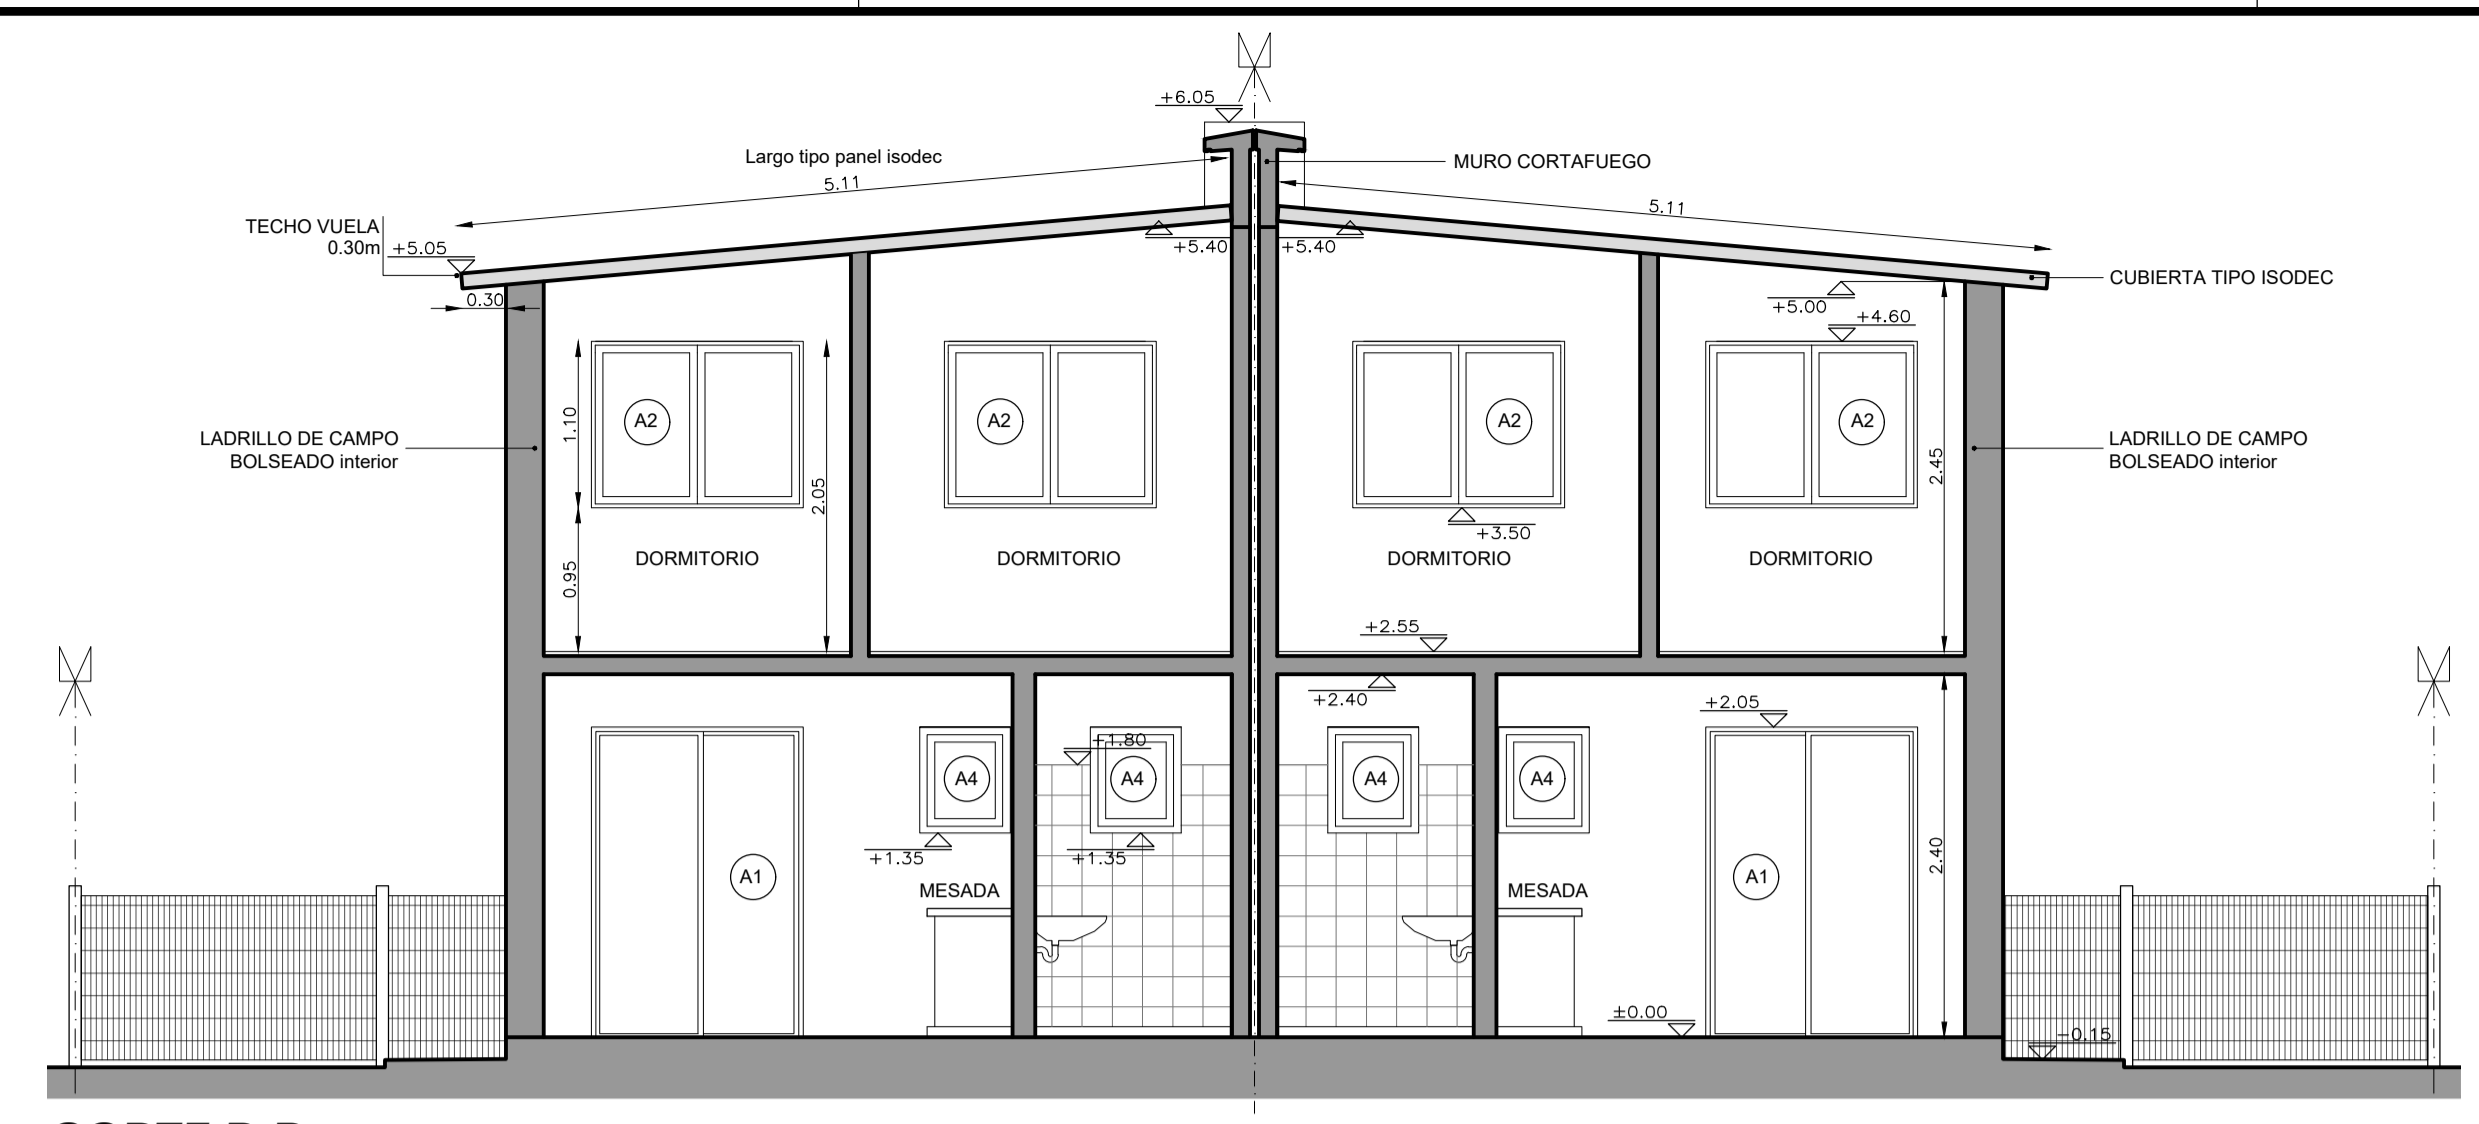 +6.05
Largo tipo panel isodec
5.11
MURO CORTAFUEGO
5.11
TECHO VUELA
0.30m
+5.05
+5.40
+5.40
CUBIERTA TIPO ISODEC
0.30
+5.00
+4.60
1.10
A2
A2
A2
A2
LADRILLO DE CAMPO
BOLSEADO interior
2.05
2.45
LADRILLO DE CAMPO
BOLSEADO interior
+3.50
0.95
DORMITORIO
DORMITORIO
DORMITORIO
DORMITORIO
+2.55
+2.40
+2.05
+1.80
A4
A4
A4
A4
+1.35
+1.35
2.40
A1
MESADA
MESADA
A1
±0.00
-0.15